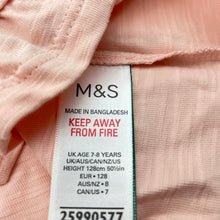 M&S
MADE IN BANGLADESH
KEEP AWAY
FROM FIRE
UK AGE 7-8 YEARS
UK/AUS/CAN/NZ/US
HEIGHT 128cm 50½in
EUR • 128
AUS/NZ • 8
CAN/US • 7
25990577